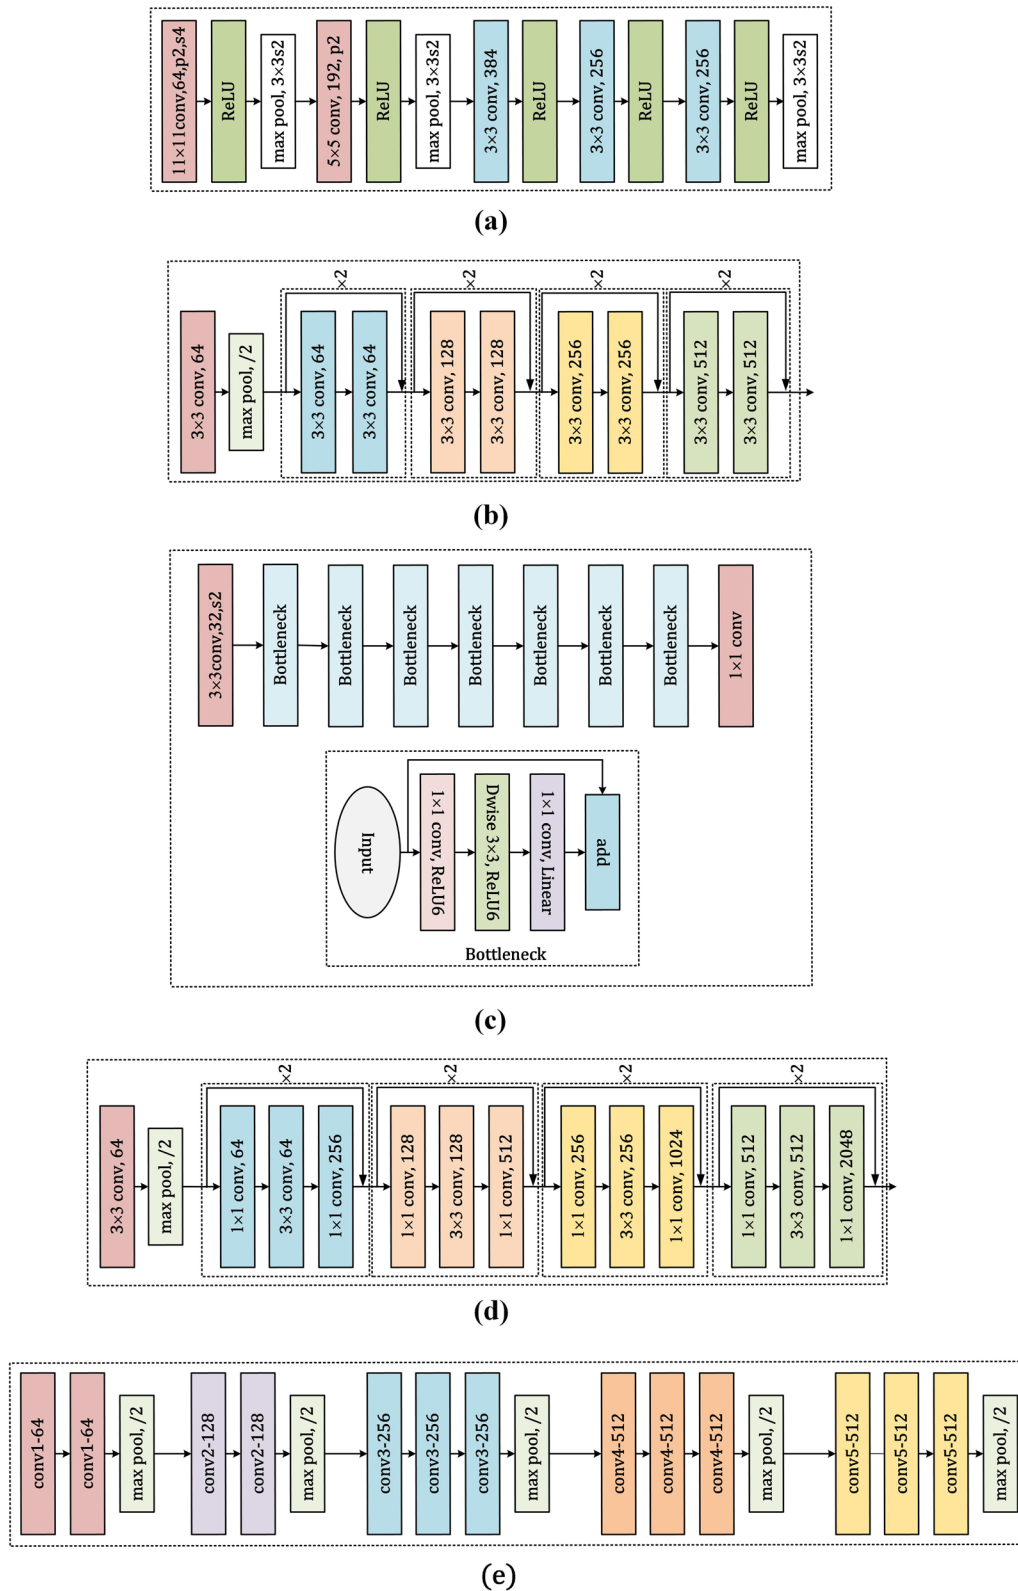 11×11conv,64,p2,s4
ReLU
max pool, 3×3s2
5×5 conv, 192, p2
ReLU
max pool, 3×3s2
3×3 conv, 384
ReLU
3×3 conv, 256
ReLU
3×3 conv, 256
ReLU
max pool, 3×3s2
(a)
×2
×2
×2
×2
3×3 conv, 64
max pool, /2
3×3 conv, 64
3×3 conv, 64
3×3 conv, 128
3×3 conv, 128
3×3 conv, 256
3×3 conv, 256
3×3 conv, 512
3×3 conv, 512
(b)
3×3conv,32,s2
Bottleneck
Bottleneck
Bottleneck
Bottleneck
Bottleneck
Bottleneck
Bottleneck
1×1 conv
Input
1×1 conv, ReLU6
Dwise 3×3, ReLU6
1×1 conv, Linear
add
Bottleneck
(c)
×2
×2
×2
×2
3×3 conv, 64
max pool, /2
1×1 conv, 64
3×3 conv, 64
1×1 conv, 256
1×1 conv, 128
3×3 conv, 128
1×1 conv, 512
1×1 conv, 256
3×3 conv, 256
1×1 conv, 1024
1×1 conv, 512
3×3 conv, 512
1×1 conv, 2048
(d)
conv1-64
conv1-64
max pool, /2
conv2-128
conv2-128
max pool, /2
conv3-256
conv3-256
conv3-256
max pool, /2
conv4-512
conv4-512
conv4-512
max pool, /2
conv5-512
conv5-512
conv5-512
max pool, /2
(e)